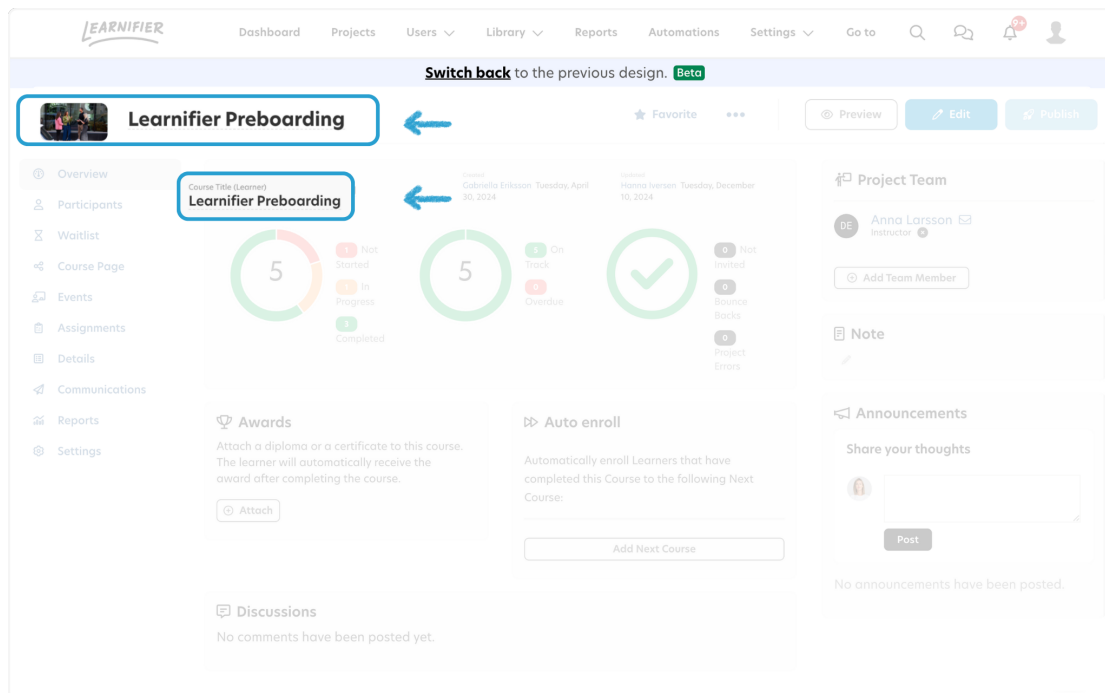 LEARNIFIER
Dashboard Projects Users Library Reports Automations Settings Go to 9+
Switch back to the previous design. Beta
Learnifier Preboarding
Favorite Preview Edit Publish
Overview
Participants
Waitlist
Course Page
Events
Assignments
Details
Communications
Reports
Settings
Course Title (Learner)
Learnifier Preboarding
Created
Gabriella Eriksson Tuesday, April
30, 2024
Updated
Hanna Iversen Tuesday, December
10, 2024
5
1 Not
Started
1 In
Progress
3
Completed
5
5 On
Track
0
Overdue
0 Not
Invited
0
Bounce
Backs
0
Project
Errors
Awards
Attach a diploma or a certificate to this course.
The learner will automatically receive the
award after completing the course.
Attach
Auto enroll
Automatically enroll Learners that have
completed this Course to the following Next
Course:
Add Next Course
Discussions
No comments have been posted yet.
Project Team
DE
Anna Larsson
Instructor
Add Team Member
Note
Announcements
Share your thoughts
Post
No announcements have been posted.